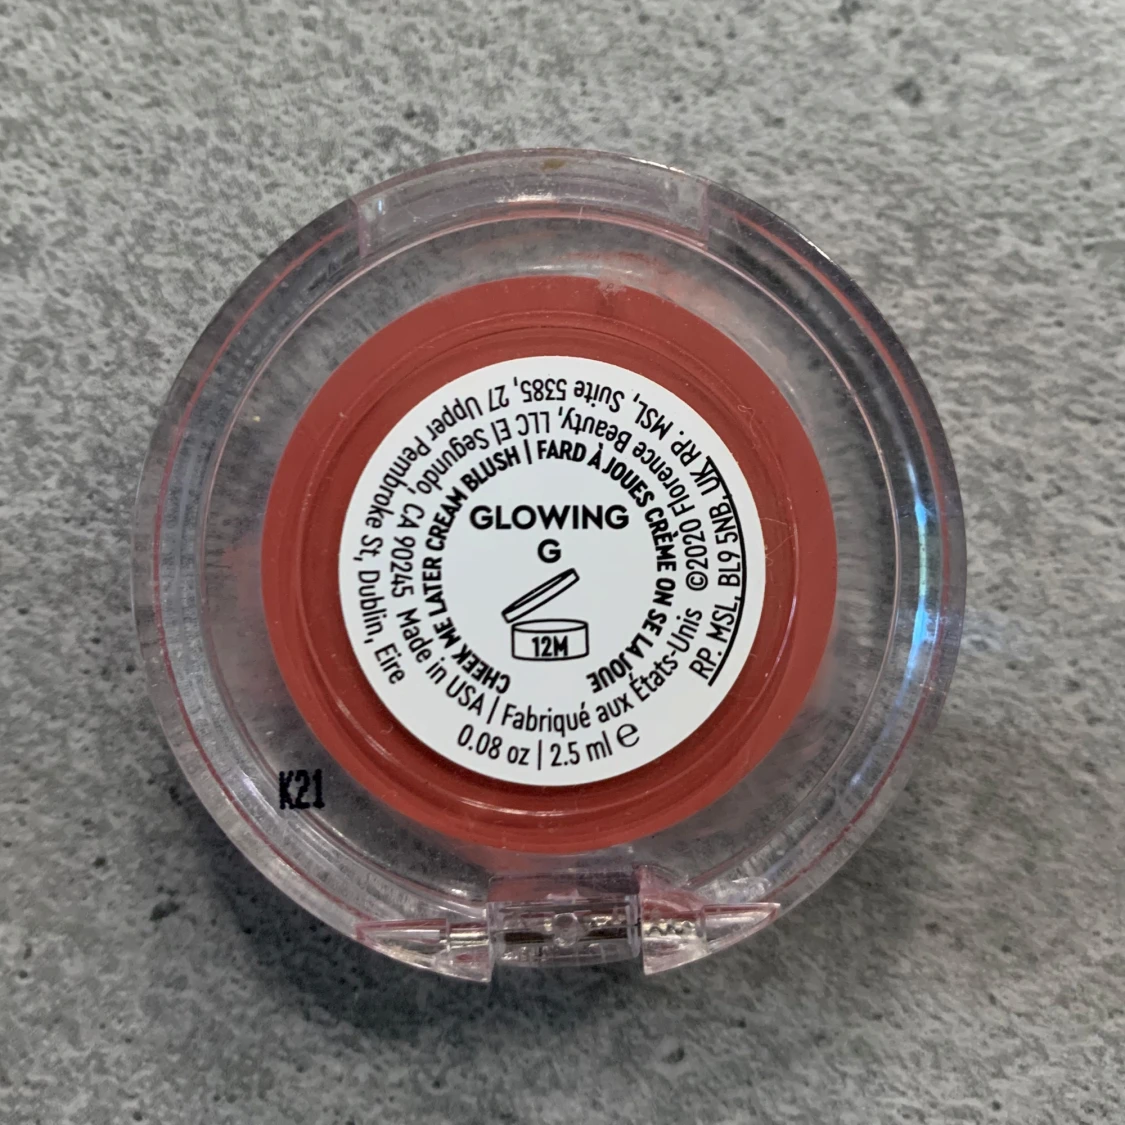 GLOWING
G
12M
CHEEK ME LATER CREAM BLUSH | FARD À JOUES CRÈME ON SE LA JOUE
©2020 Florence Beauty, LLC El Segundo, CA 90245 Made in USA | Fabriqué aux États-Unis
RP. MSL, BL9 5NB, UK RP. MSL, Suite 5385, 27 Upper Pembroke St, Dublin, Eire
0.08 oz | 2.5 ml ℮
K21